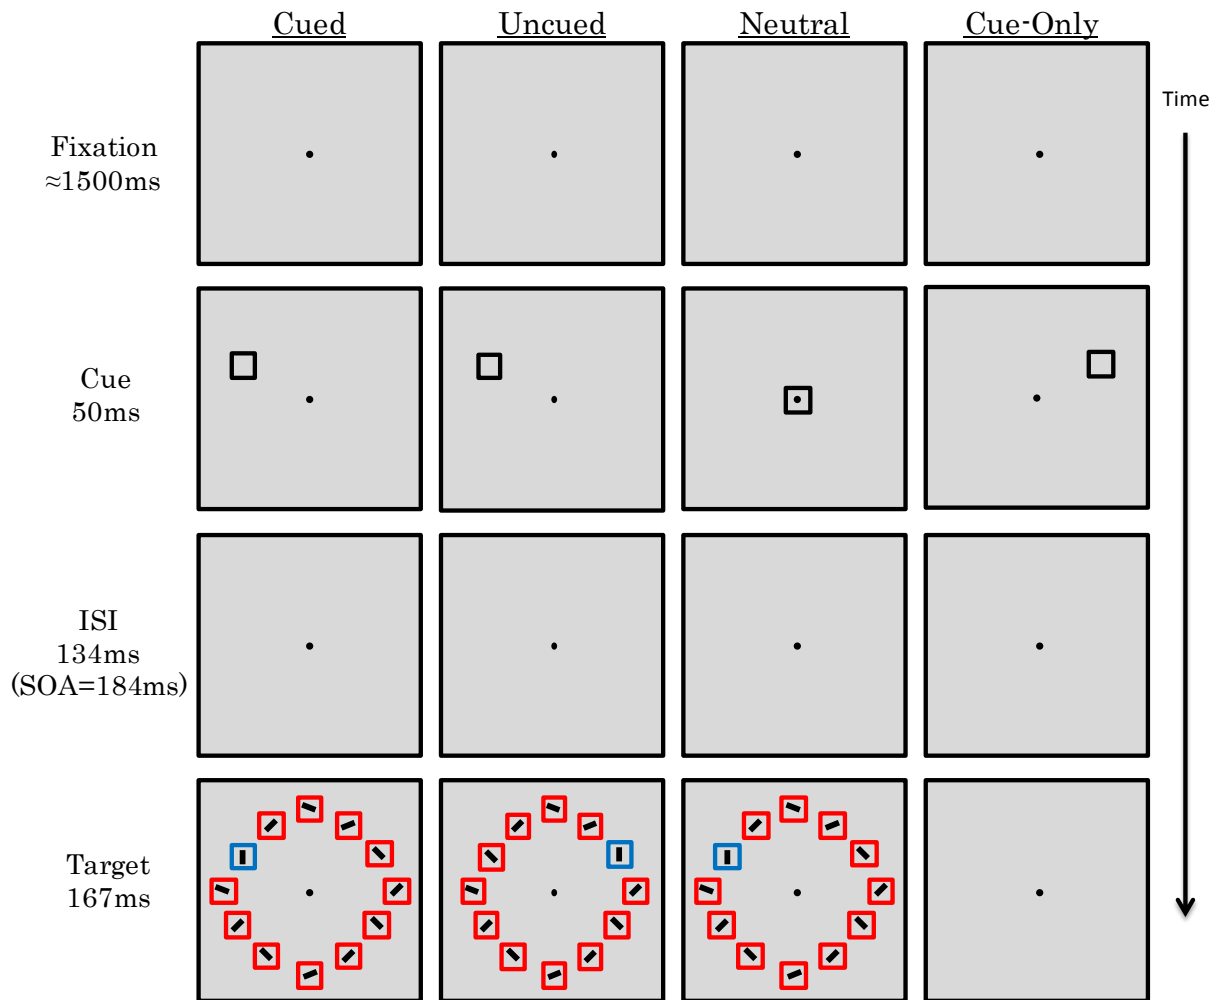 Cued
Uncued
Neutral
Cue-Only
Time
Fixation
≈1500ms
Cue
50ms
ISI
134ms
(SOA=184ms)
Target
167ms